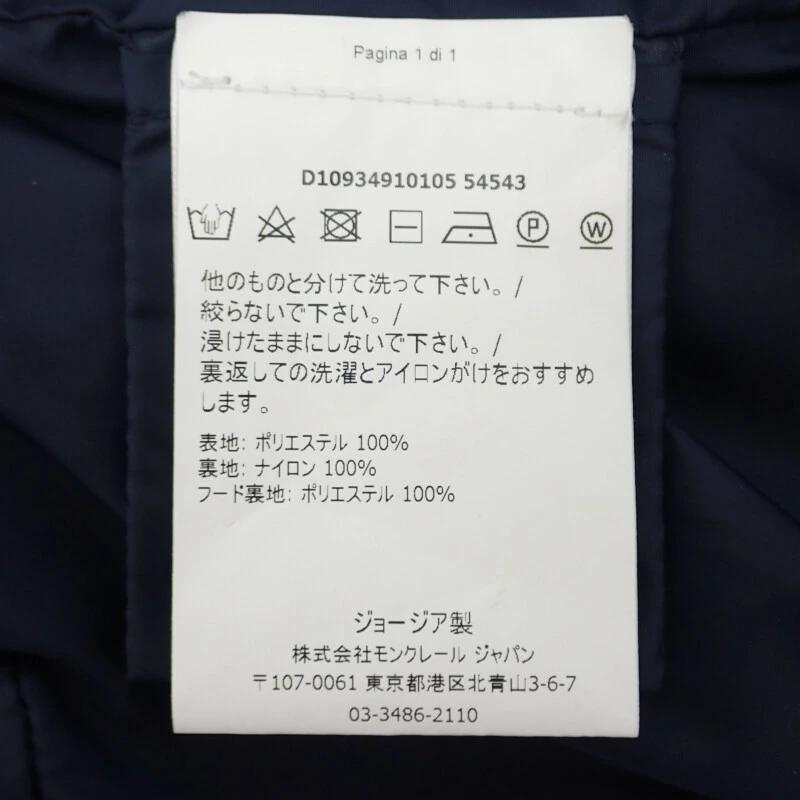 Pagina 1 di 1
D10934910105 54543
P
W
他のものと分けて洗って下さい。/
絞らないで下さい。/
浸けたままにしないで下さい。/
裏返しての洗濯とアイロンがけをおすすめ
します。
表地: ポリエステル 100%
裏地: ナイロン 100%
フード裏地: ポリエステル 100%
ジョージア製
株式会社モンクレール ジャパン
〒107-0061 東京都港区北青山3-6-7
03-3486-2110